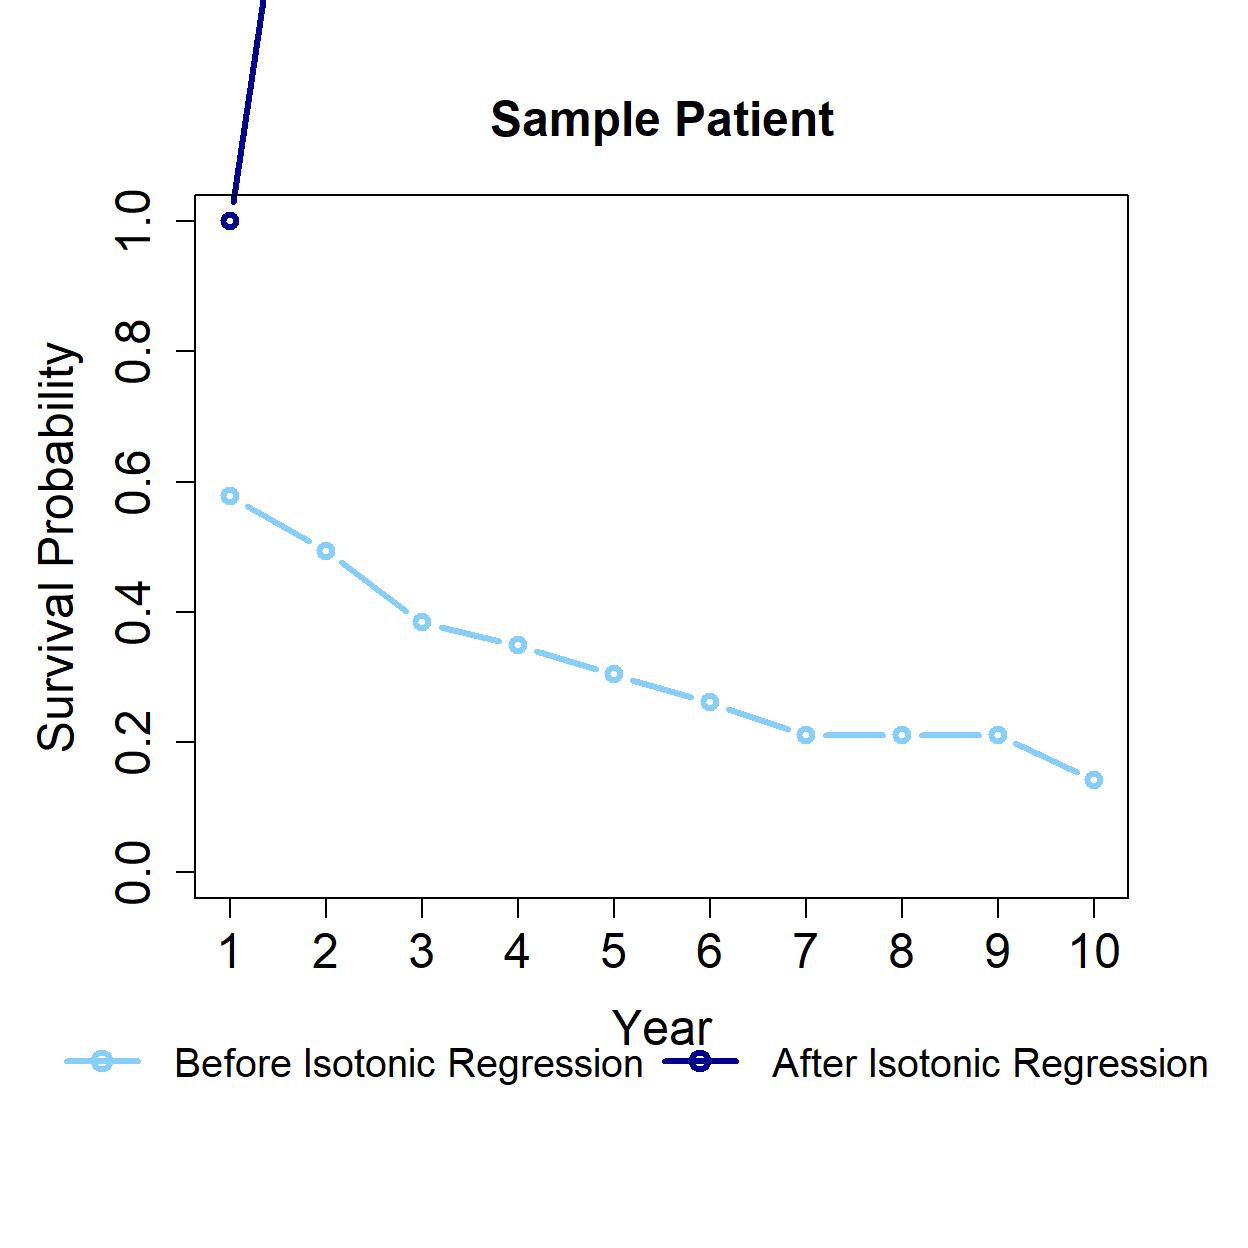 Sample Patient
Survival Probability
1.0
0.8
0.6
0.4
0.2
0.0
1 2 3 4 5 6 7 8 9 10
Year
Before Isotonic Regression After Isotonic Regression